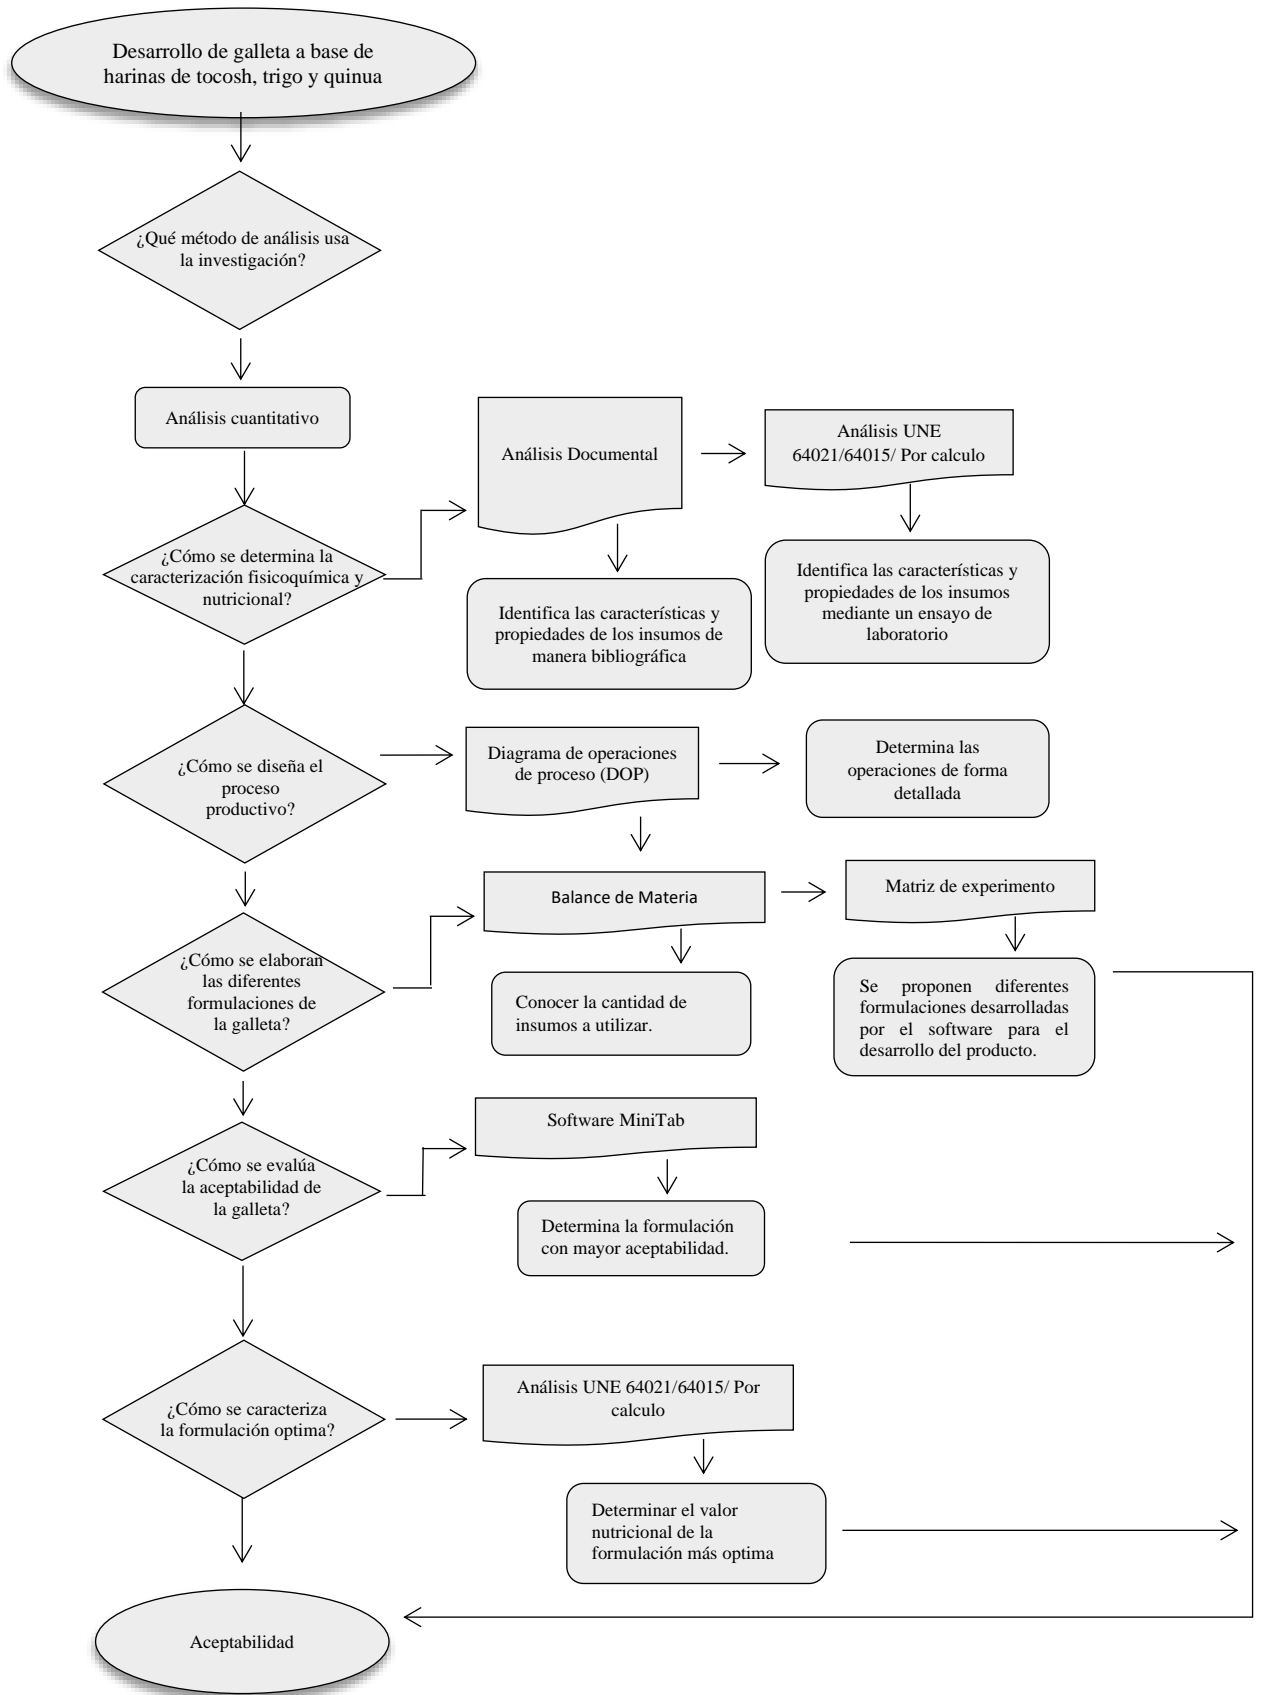 Desarrollo de galleta a base de
harinas de tocosh, trigo y quinua
¿Qué método de análisis usa
la investigación?
Análisis cuantitativo
Análisis Documental
Análisis UNE
64021/64015/ Por calculo
¿Cómo se determina la
caracterización fisicoquímica y
nutricional?
Identifica las características y
propiedades de los insumos de
manera bibliográfica
Identifica las características y
propiedades de los insumos
mediante un ensayo de
laboratorio
¿Cómo se diseña el
proceso
productivo?
Diagrama de operaciones
de proceso (DOP)
Determina las
operaciones de forma
detallada
¿Cómo se elaboran
las diferentes
formulaciones de
la galleta?
Balance de Materia
Matriz de experimento
Conocer la cantidad de
insumos a utilizar.
Se proponen diferentes
formulaciones desarrolladas
por el software para el
desarrollo del producto.
¿Cómo se evalúa
la aceptabilidad de
la galleta?
Software MiniTab
Determina la formulación
con mayor aceptabilidad.
¿Cómo se caracteriza
la formulación optima?
Análisis UNE 64021/64015/ Por
calculo
Determinar el valor
nutricional de la
formulación más optima
Aceptabilidad